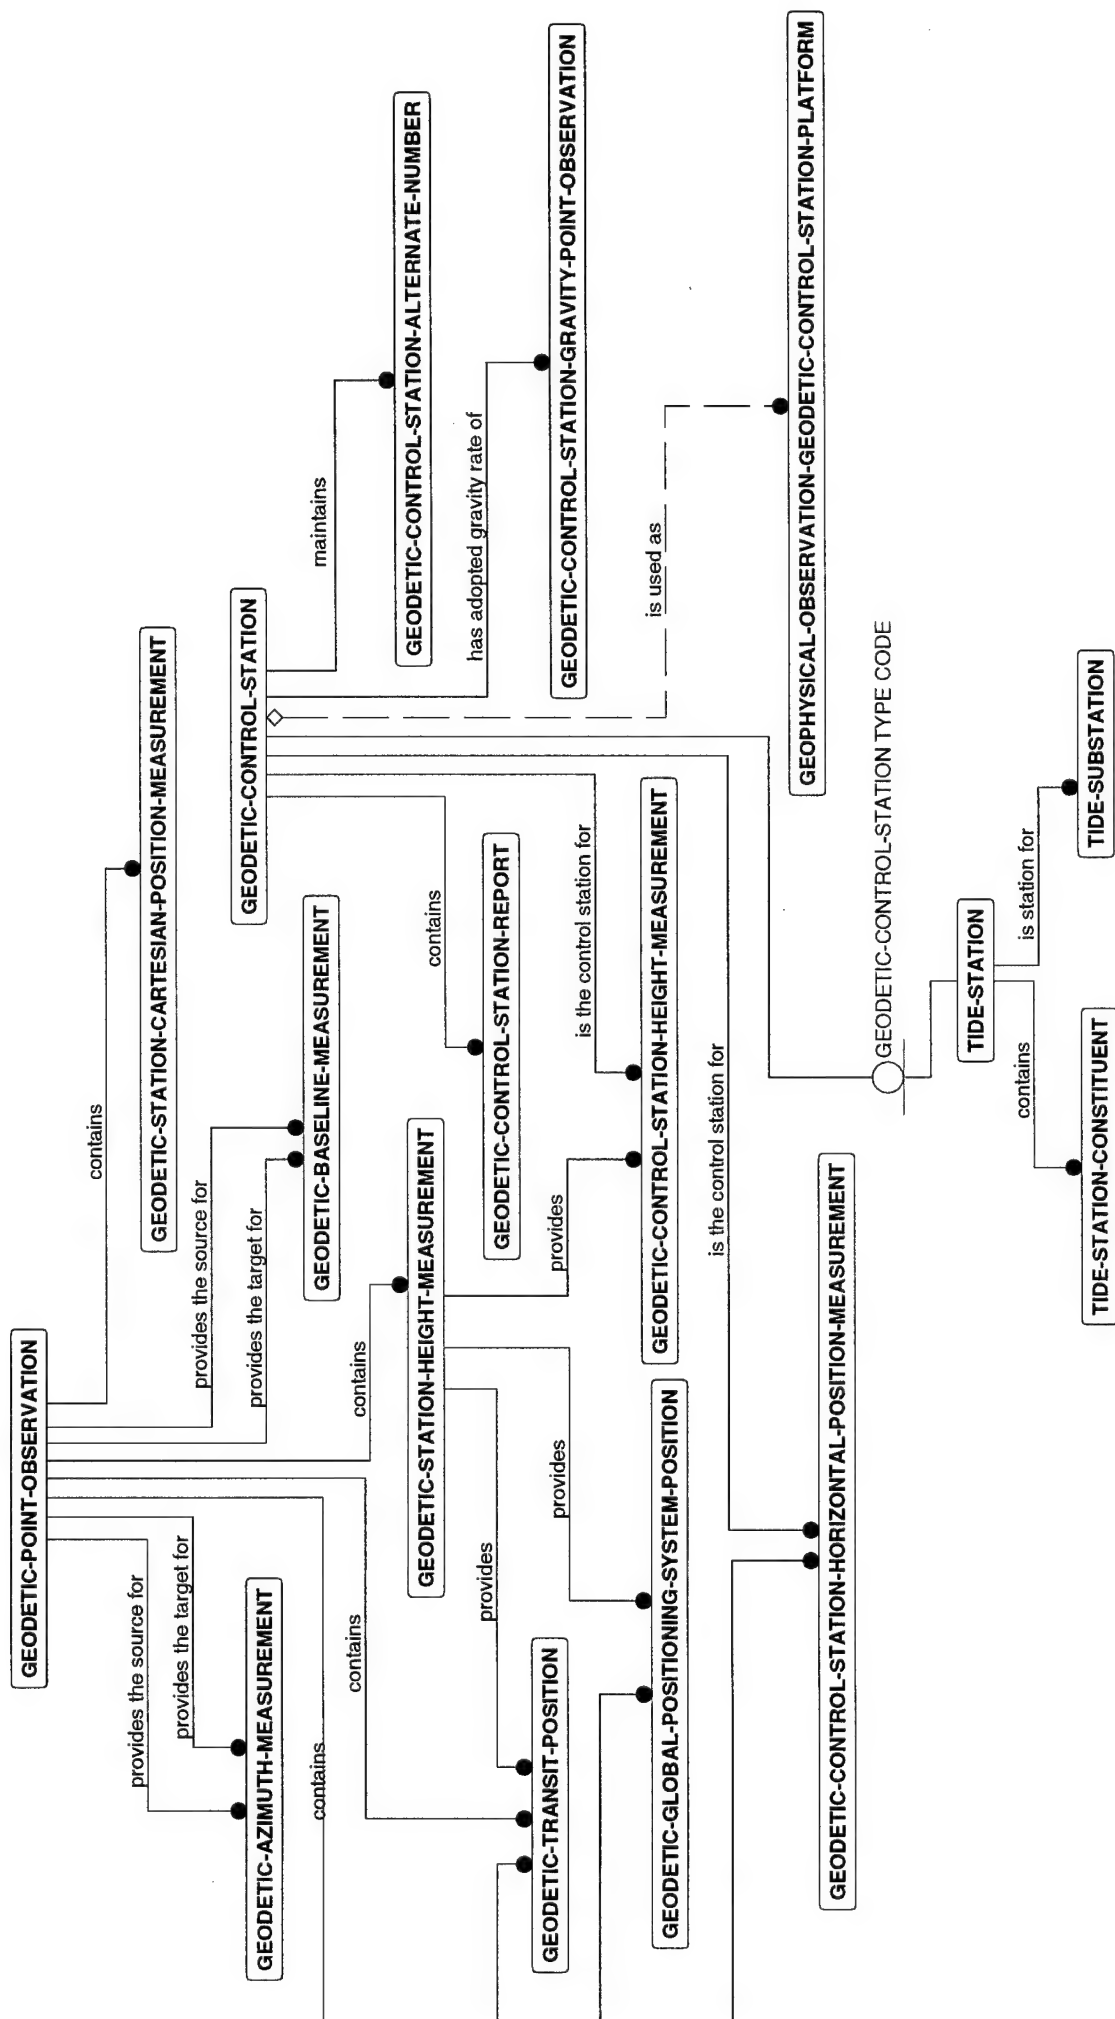 GEODETIC-POINT-OBSERVATION
contains
GEODETIC-STATION-CARTESIAN-POSITION-MEASUREMENT
provides the source for
provides the target for
provides the source for
provides the target for
GEODETIC-AZIMUTH-MEASUREMENT
GEODETIC-BASELINE-MEASUREMENT
GEODETIC-CONTROL-STATION
maintains
GEODETIC-CONTROL-STATION-ALTERNATE-NUMBER
contains
contains
contains
contains
has adopted gravity rate of
GEODETIC-STATION-HEIGHT-MEASUREMENT
GEODETIC-CONTROL-STATION-REPORT
GEODETIC-CONTROL-STATION-GRAVITY-POINT-OBSERVATION
provides
provides
provides
is the control station for
is used as
GEODETIC-TRANSIT-POSITION
GEODETIC-GLOBAL-POSITIONING-SYSTEM-POSITION
GEODETIC-CONTROL-STATION-HEIGHT-MEASUREMENT
is the control station for
GEODETIC-CONTROL-STATION-HORIZONTAL-POSITION-MEASUREMENT
GEOPHYSICAL-OBSERVATION-GEODETIC-CONTROL-STATION-PLATFORM
GEODETIC-CONTROL-STATION TYPE CODE
TIDE-STATION
contains
is station for
TIDE-STATION-CONSTITUENT
TIDE-SUBSTATION